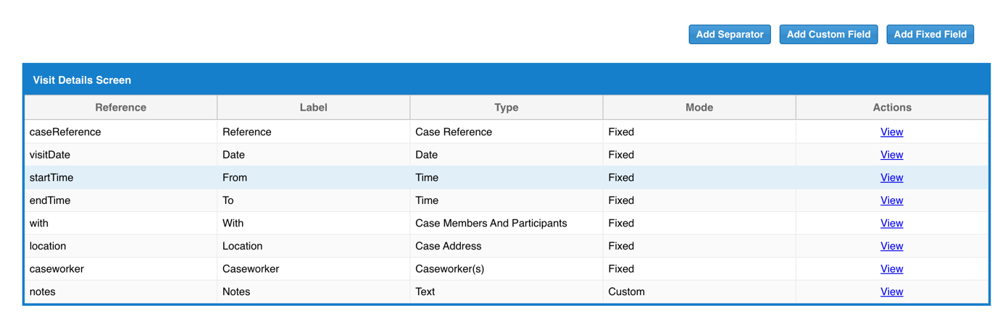 Add Separator Add Custom Field Add Fixed Field
Visit Details Screen
Reference Label Type Mode Actions
caseReference Reference Case Reference Fixed View
visitDate Date Date Fixed View
startTime From Time Fixed View
endTime To Time Fixed View
with With Case Members And Participants Fixed View
location Location Case Address Fixed View
caseworker Caseworker Caseworker(s) Fixed View
notes Notes Text Custom View